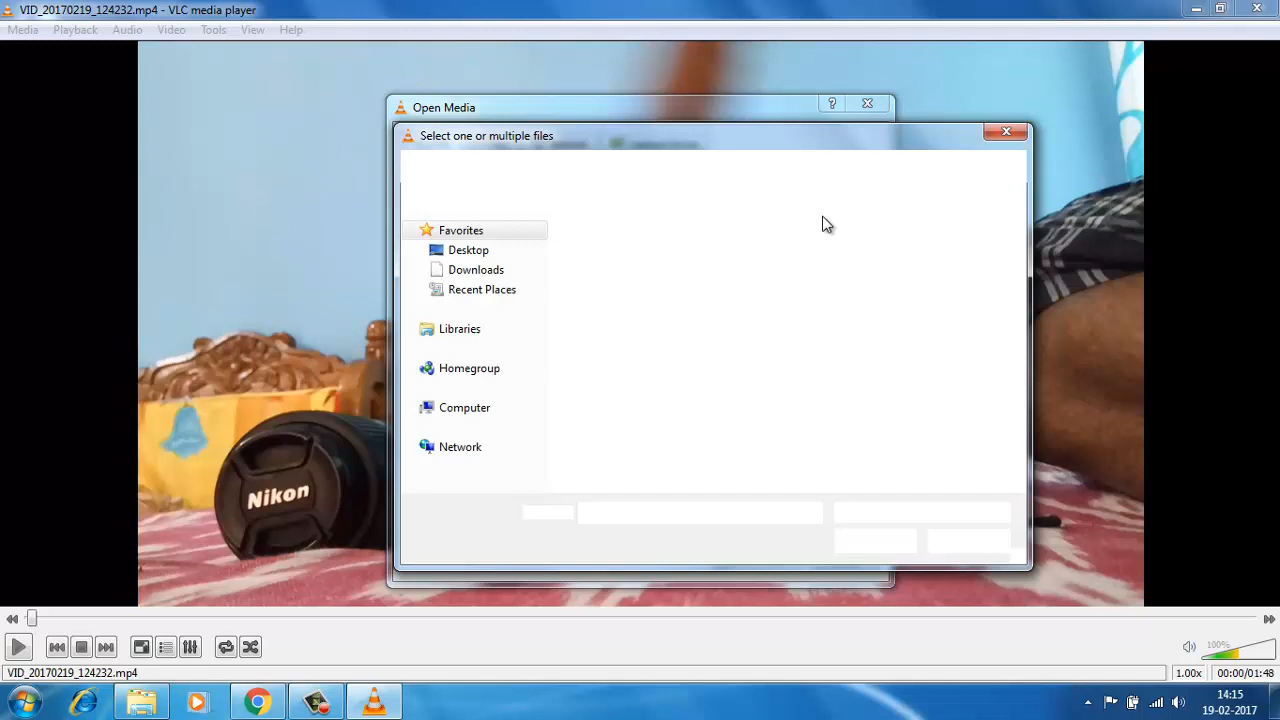 VID_20170219_124232.mp4 - VLC media player
Media Playback Audio Video Tools View Help
Open Media
?
Select one or multiple files
Favorites
Desktop
Downloads
Recent Places
Libraries
Homegroup
Computer
Network
Nikon
100%
VID_20170219_124232.mp4
1.00x 00:00/01:48
14:15
19-02-2017